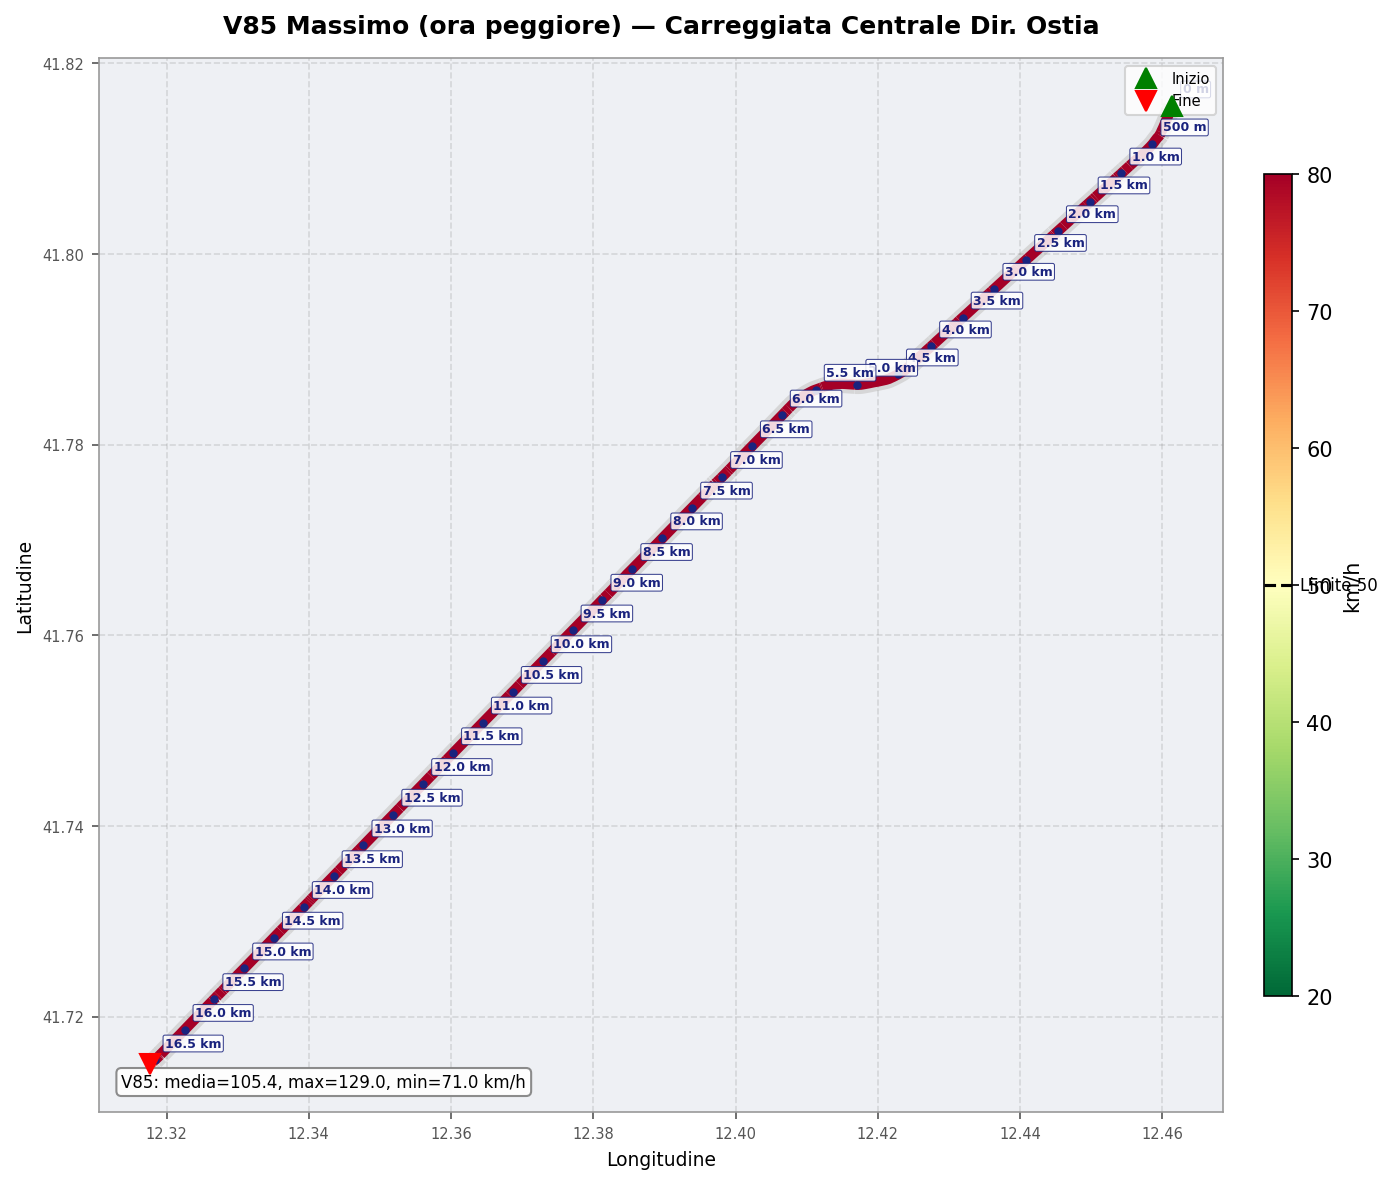 V85 Massimo (ora peggiore) — Carreggiata Centrale Dir. Ostia
Inizio
Fine
0 m
500 m
1.0 km
1.5 km
2.0 km
2.5 km
3.0 km
3.5 km
4.0 km
4.5 km
5.0 km
5.5 km
6.0 km
6.5 km
7.0 km
7.5 km
8.0 km
8.5 km
9.0 km
9.5 km
10.0 km
10.5 km
11.0 km
11.5 km
12.0 km
12.5 km
13.0 km
13.5 km
14.0 km
14.5 km
15.0 km
15.5 km
16.0 km
16.5 km
V85: media=105.4, max=129.0, min=71.0 km/h
41.82
41.80
41.78
41.76
41.74
41.72
Latitudine
12.32
12.34
12.36
12.38
12.40
12.42
12.44
12.46
Longitudine
80
70
60
50
40
30
20
Limite 50
km/h